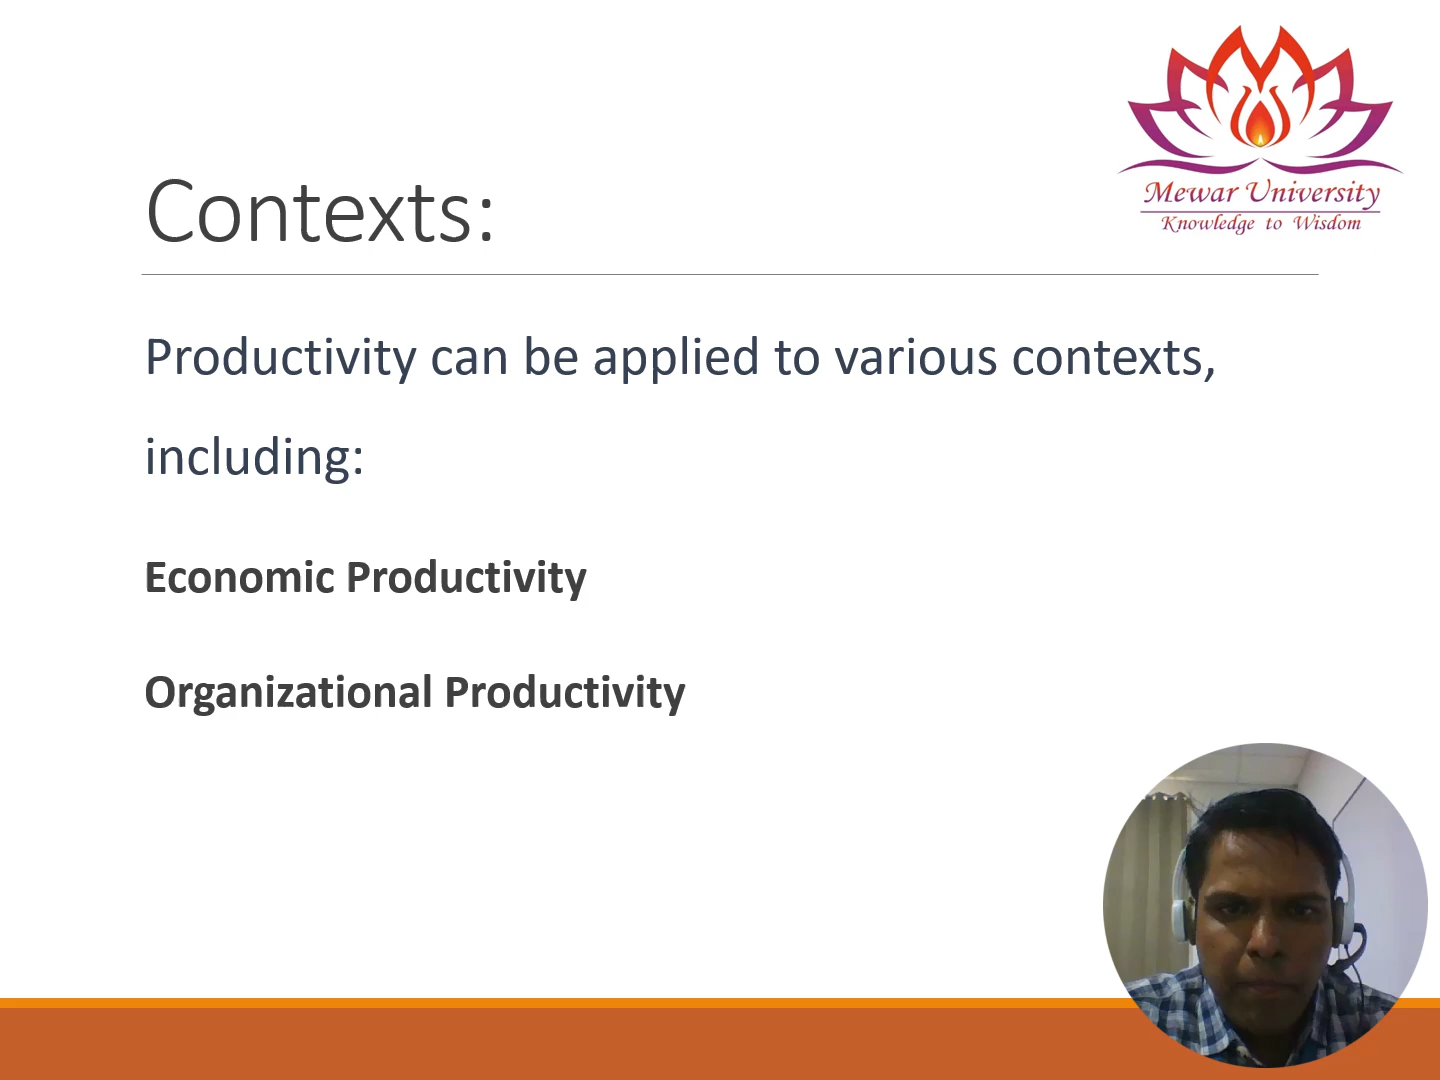 Mewar University
Knowledge to Wisdom
Contexts:
Productivity can be applied to various contexts,
including:
Economic Productivity
Organizational Productivity